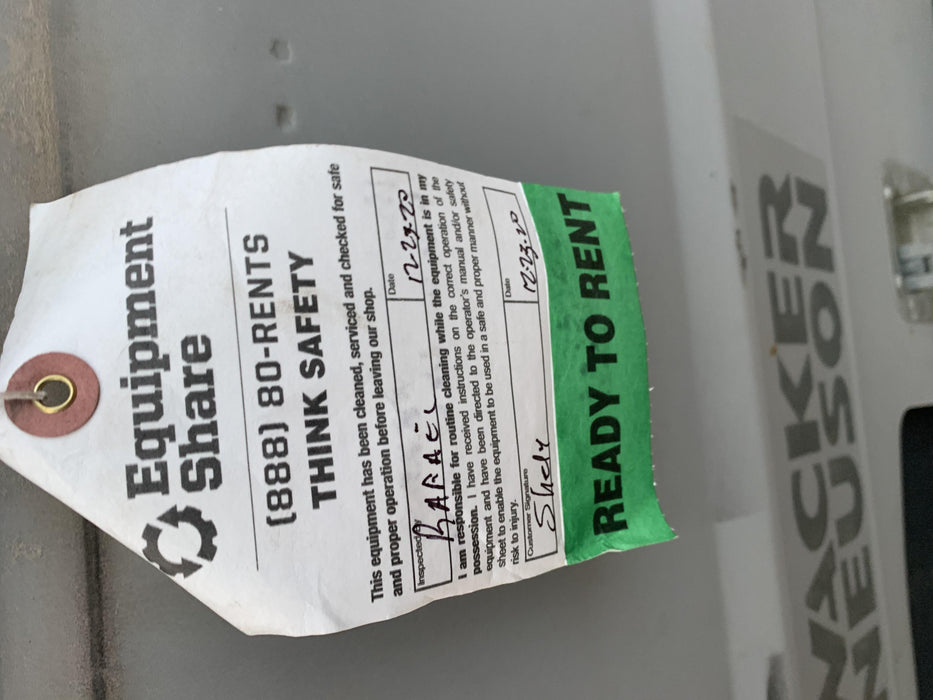 Equipment
Share
(888) 80-RENTS
THINK SAFETY
This equipment has been cleaned, serviced and checked for safe
and proper operation before leaving our shop.
Inspected
RAFAEL
Date
12-23-20
I am responsible for routine cleaning while the equipment is in my
possession. I have received instructions on the correct operation of the
equipment and have been directed to the operator's manual and/or safety
sheet to enable the equipment to be used in a safe and proper manner without
risk to injury.
Customer Signature
Date
12-23-20
READY TO RENT
WACKER
NEUSON